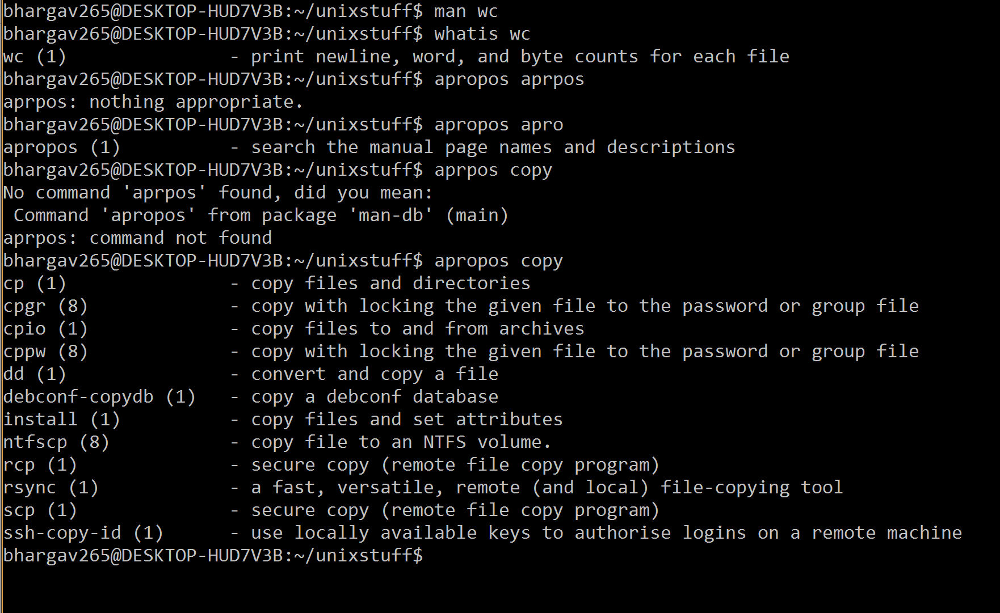 bhargav265@DESKTOP-HUD7V3B:~/unixstuff$ man wc
bhargav265@DESKTOP-HUD7V3B:~/unixstuff$ whatis wc
wc (1)               - print newline, word, and byte counts for each file
bhargav265@DESKTOP-HUD7V3B:~/unixstuff$ apropos aprpos
aprpos: nothing appropriate.
bhargav265@DESKTOP-HUD7V3B:~/unixstuff$ apropos apro
apropos (1)          - search the manual page names and descriptions
bhargav265@DESKTOP-HUD7V3B:~/unixstuff$ aprpos copy
No command 'aprpos' found, did you mean:
 Command 'apropos' from package 'man-db' (main)
aprpos: command not found
bhargav265@DESKTOP-HUD7V3B:~/unixstuff$ apropos copy
cp (1)               - copy files and directories
cpgr (8)             - copy with locking the given file to the password or group file
cpio (1)             - copy files to and from archives
cppw (8)             - copy with locking the given file to the password or group file
dd (1)               - convert and copy a file
debconf-copydb (1)   - copy a debconf database
install (1)          - copy files and set attributes
ntfscp (8)           - copy file to an NTFS volume.
rcp (1)              - secure copy (remote file copy program)
rsync (1)            - a fast, versatile, remote (and local) file-copying tool
scp (1)              - secure copy (remote file copy program)
ssh-copy-id (1)      - use locally available keys to authorise logins on a remote machine
bhargav265@DESKTOP-HUD7V3B:~/unixstuff$